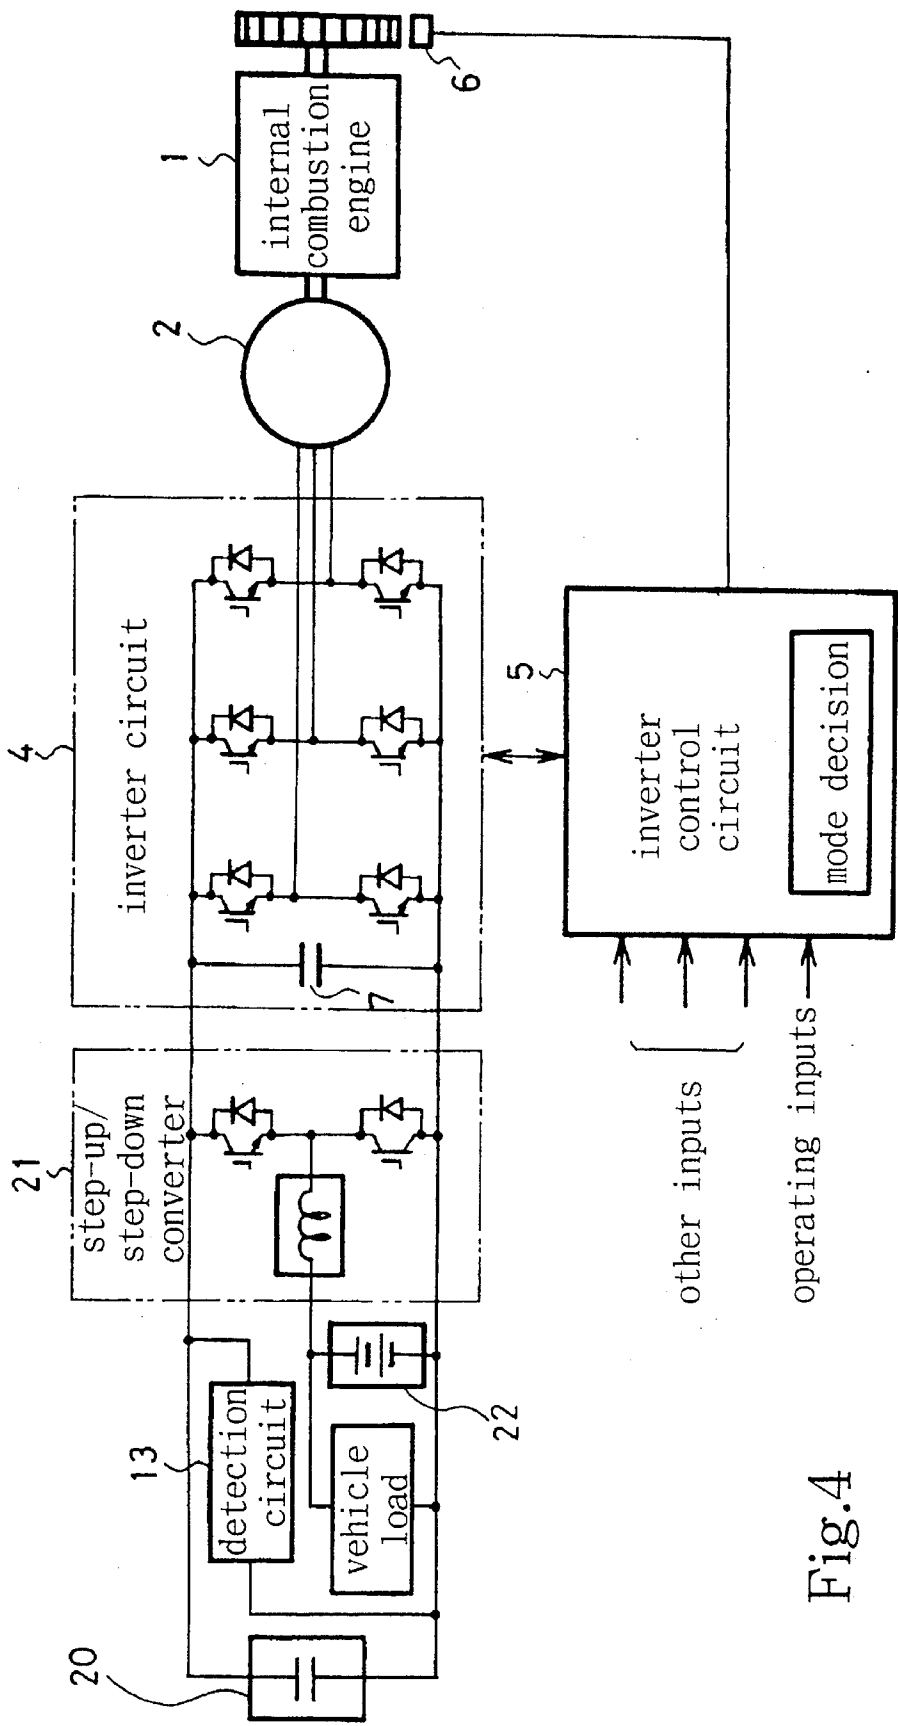 20
13
detection
circuit
vehicle
load
22
21
step-up/
step-down
converter
4
inverter circuit
7
2
1
internal
combustion
engine
6
5
inverter
control
circuit
mode decision
other inputs
operating inputs
Fig.4